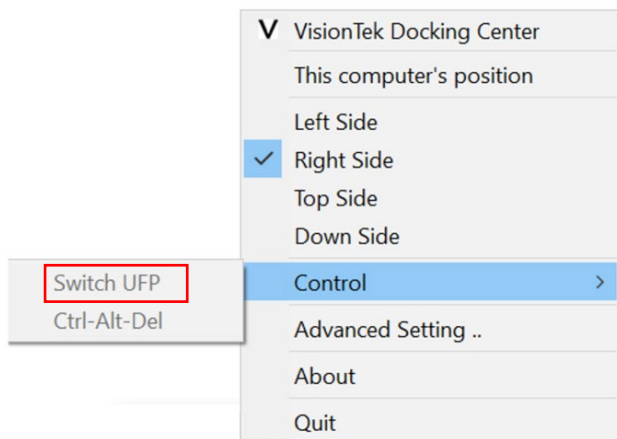 V VisionTek Docking Center
This computer's position
Left Side
Right Side
Top Side
Down Side
Control
Switch UFP
Ctrl-Alt-Del
Advanced Setting ..
About
Quit